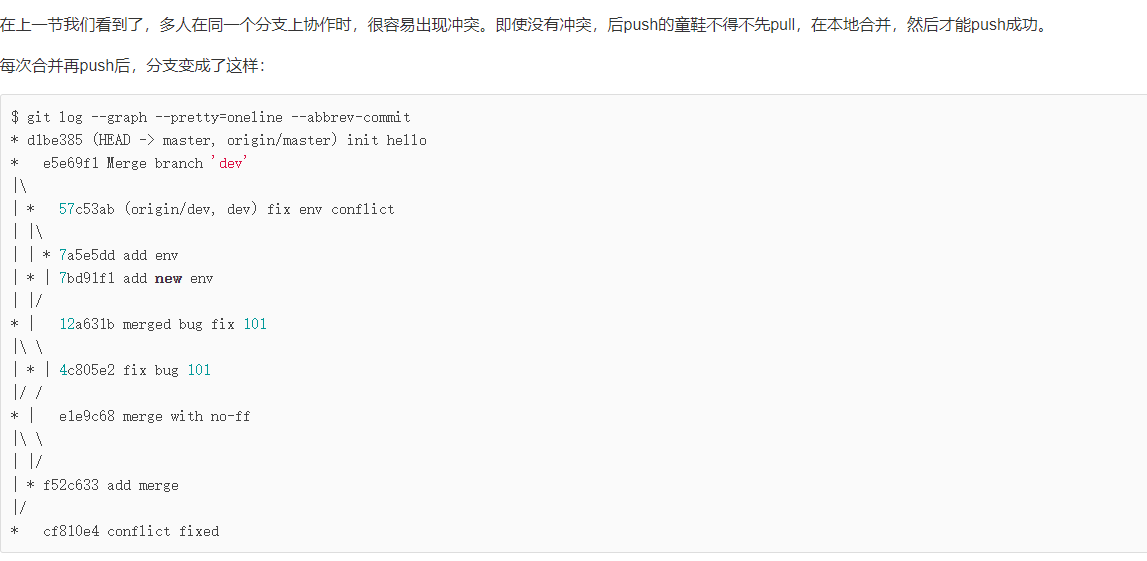 在上一节我们看到了，多人在同一个分支上协作时，很容易出现冲突。即使没有冲突，后push的童鞋不得不先pull，在本地合并，然后才能push成功。
每次合并再push后，分支变成了这样：
$ git log --graph --pretty=oneline --abbrev-commit
* d1be385 (HEAD -> master, origin/master) init hello
*   e5e69f1 Merge branch 'dev'
|\
| *   57c53ab (origin/dev, dev) fix env conflict
| |\
| | * 7a5e5dd add env
| * | 7bd91f1 add new env
| |/
* |   12a631b merged bug fix 101
|\ \
| * | 4c805e2 fix bug 101
|/ /
* |   e1e9c68 merge with no-ff
|\ \
| |/
| * f52c633 add merge
|/
*   cf810e4 conflict fixed